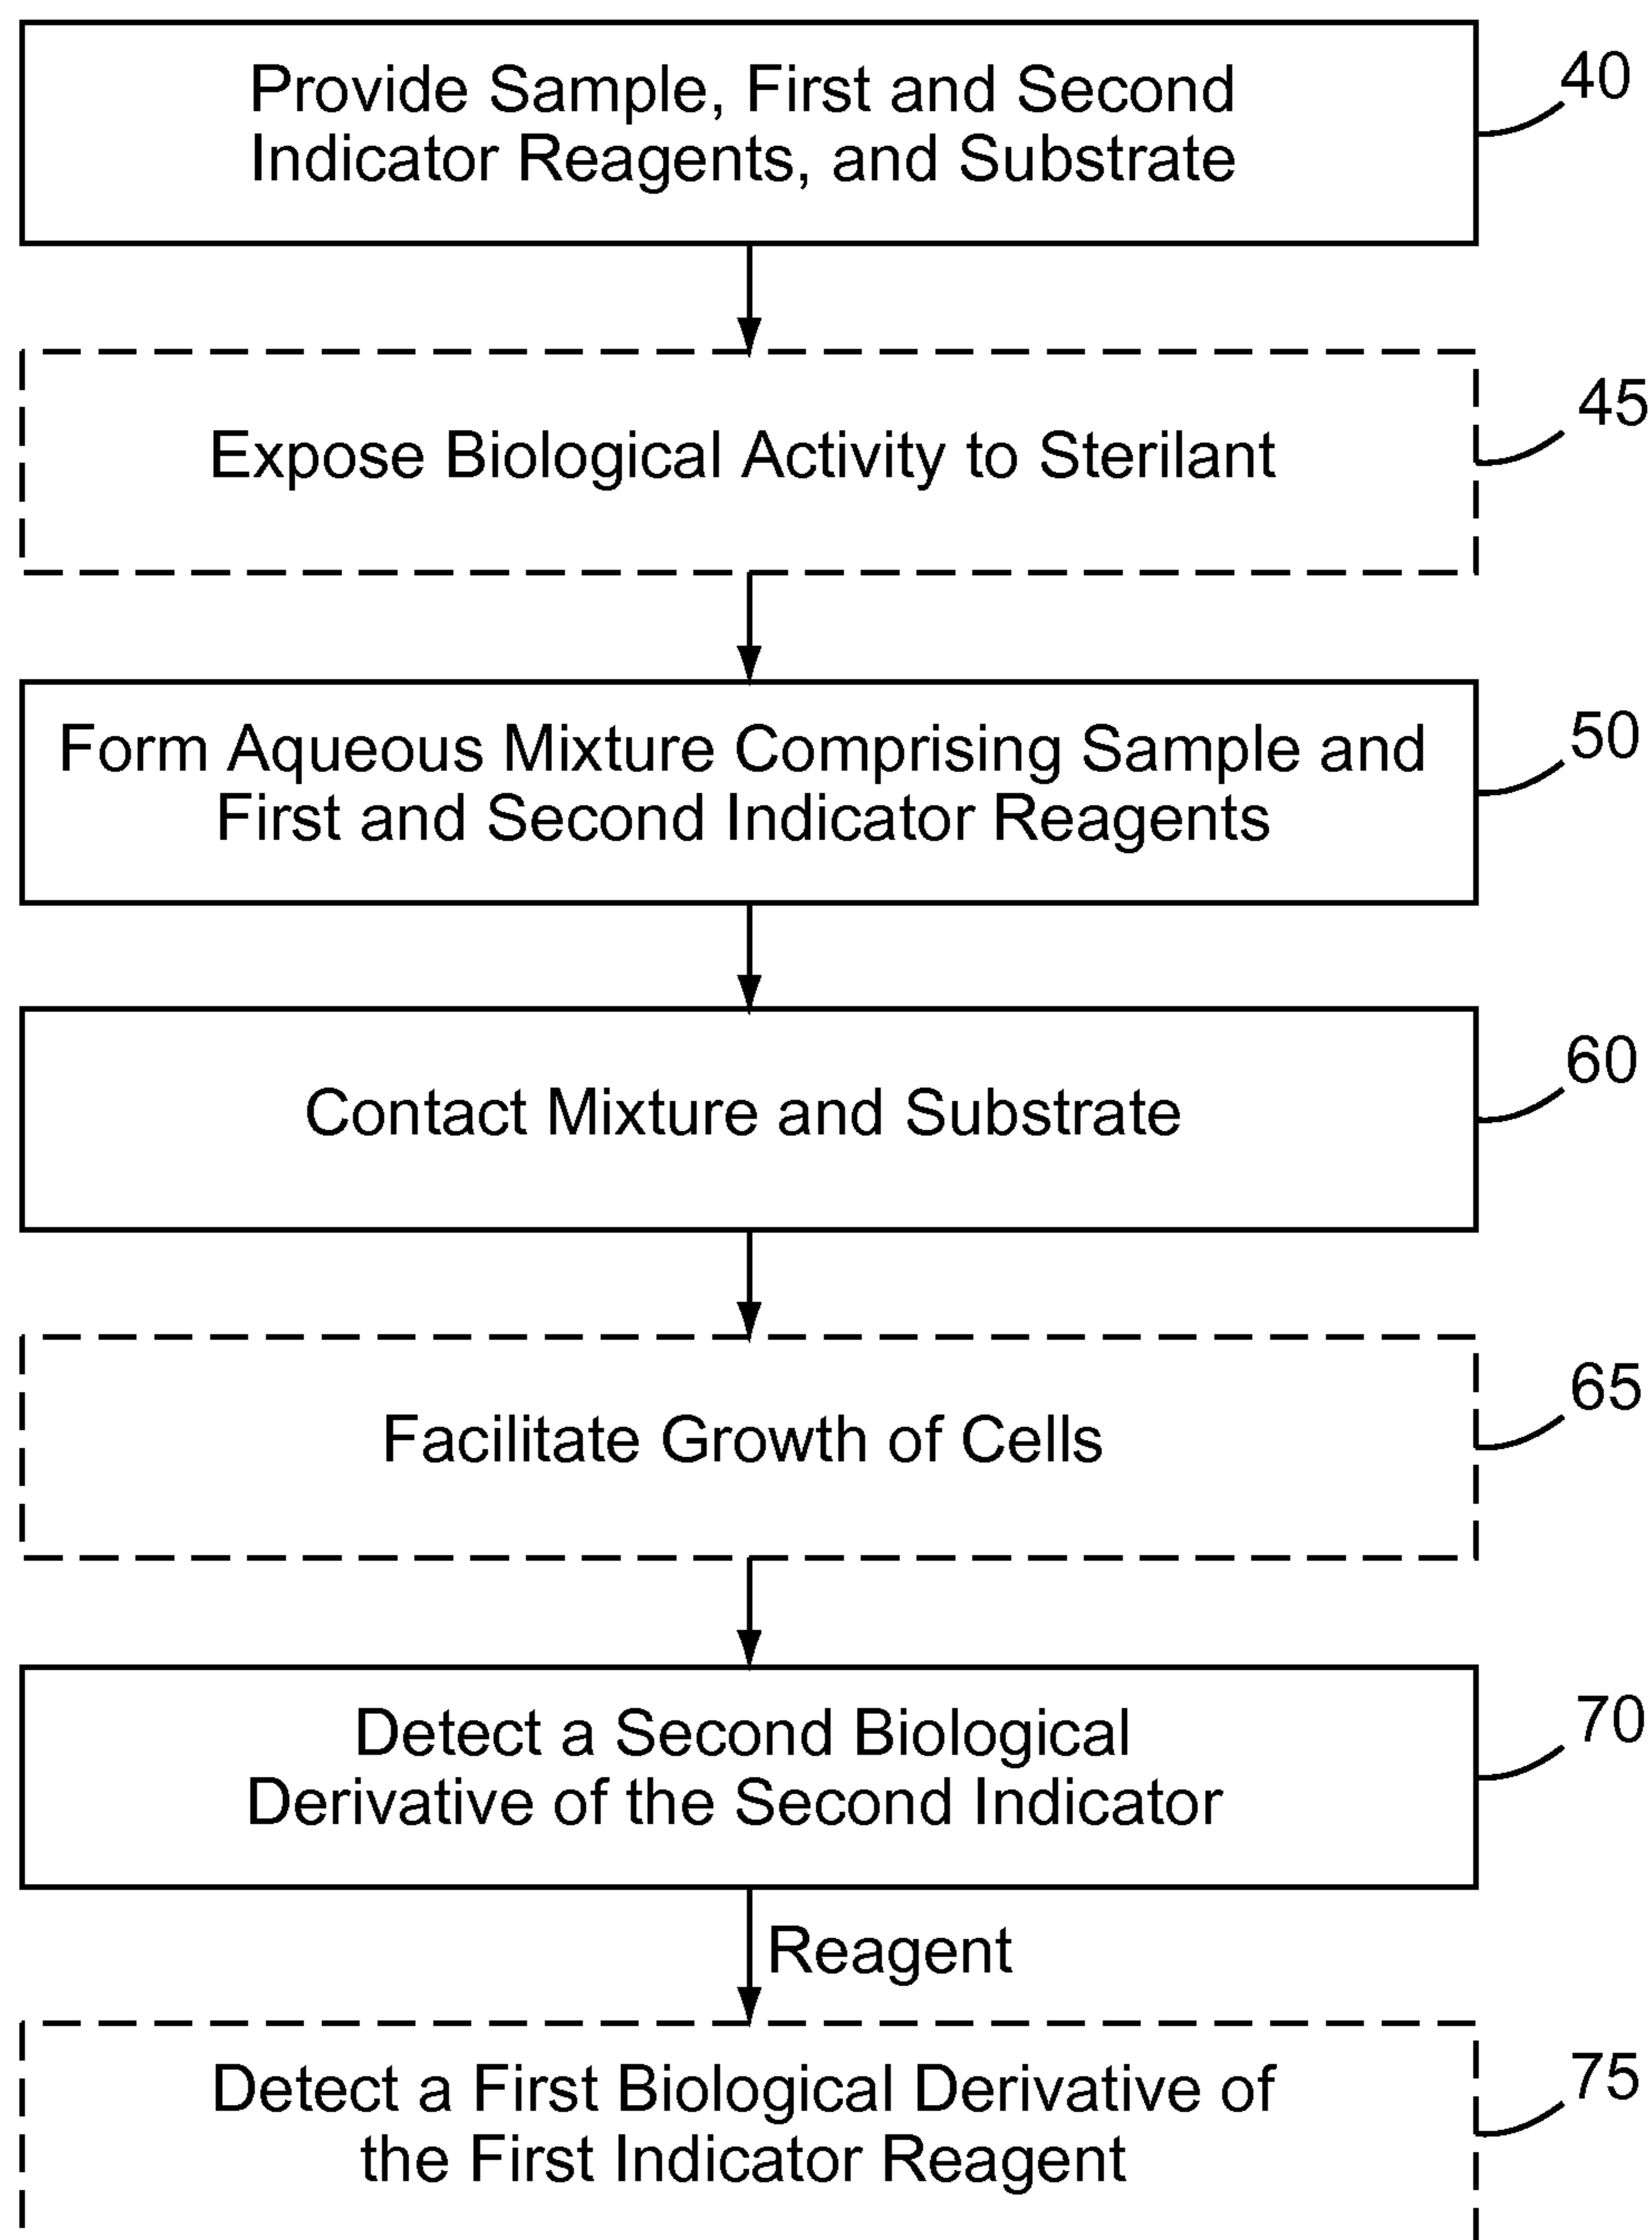 Provide Sample, First and Second
Indicator Reagents, and Substrate
40
Expose Biological Activity to Sterilant
45
Form Aqueous Mixture Comprising Sample and
First and Second Indicator Reagents
50
Contact Mixture and Substrate
60
Facilitate Growth of Cells
65
Detect a Second Biological
Derivative of the Second Indicator
70
Reagent
Detect a First Biological Derivative of
the First Indicator Reagent
75